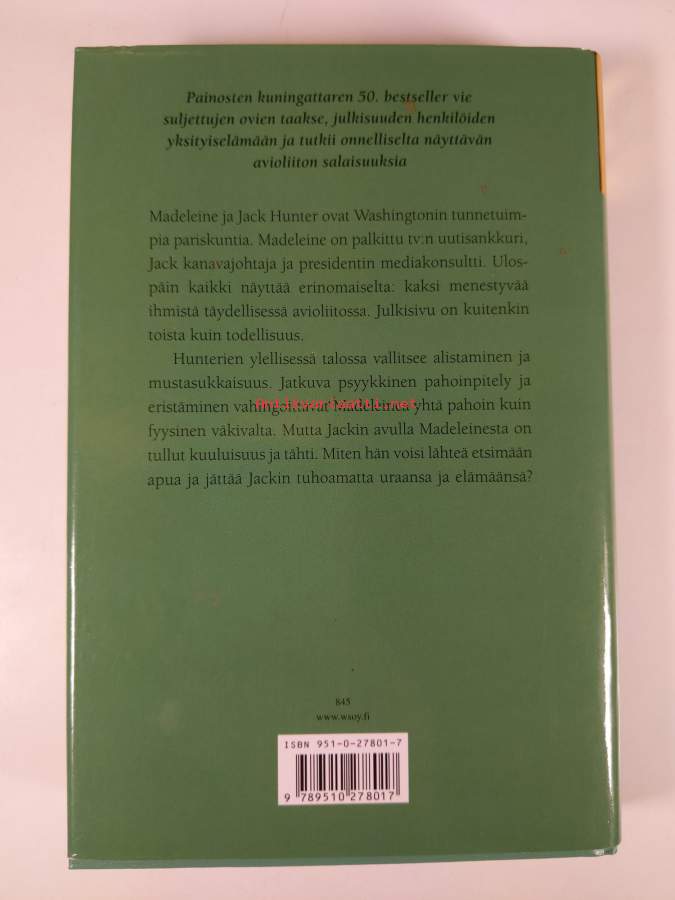 Painosten kuningattaren 50. bestseller vie
suljettujen ovien taakse, julkisuuden henkilöiden
yksityiselämään ja tutkii onnelliselta näyttävän
avioliiton salaisuuksia
Madeleine ja Jack Hunter ovat Washingtonin tunnetuim-
pia pariskuntia. Madeleine on palkittu tv:n uutisankkuri,
Jack kanavajohtaja ja presidentin mediakonsultti. Ulos-
päin kaikki näyttää erinomaiselta: kaksi menestyvää
ihmistä täydellisessä avioliitossa. Julkisivu on kuitenkin
toista kuin todellisuus.
Hunterien ylellisessä talossa vallitsee alistaminen ja
mustasukkaisuus. Jatkuva psyykkinen pahoinpitely ja
eristäminen vahingoittavat Madeleinea yhtä pahoin kuin
fyysinen väkivalta. Mutta Jackin avulla Madeleinesta on
tullut kuuluisuus ja tähti. Miten hän voisi lähteä etsimään
apua ja jättää Jackin tuhoamatta uraansa ja elämäänsä?
845
www.wsoy.fi
ISBN 951-0-27801-7
9 789510 278017